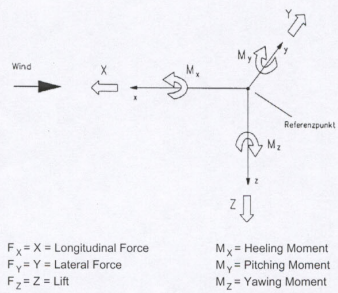 Y
Wind
X
Mx
My
y
x
Referenzpunkt
Mz
z
Z
FX = X = Longitudinal Force
FY = Y = Lateral Force
FZ = Z = Lift
MX = Heeling Moment
MY = Pitching Moment
MZ = Yawing Moment